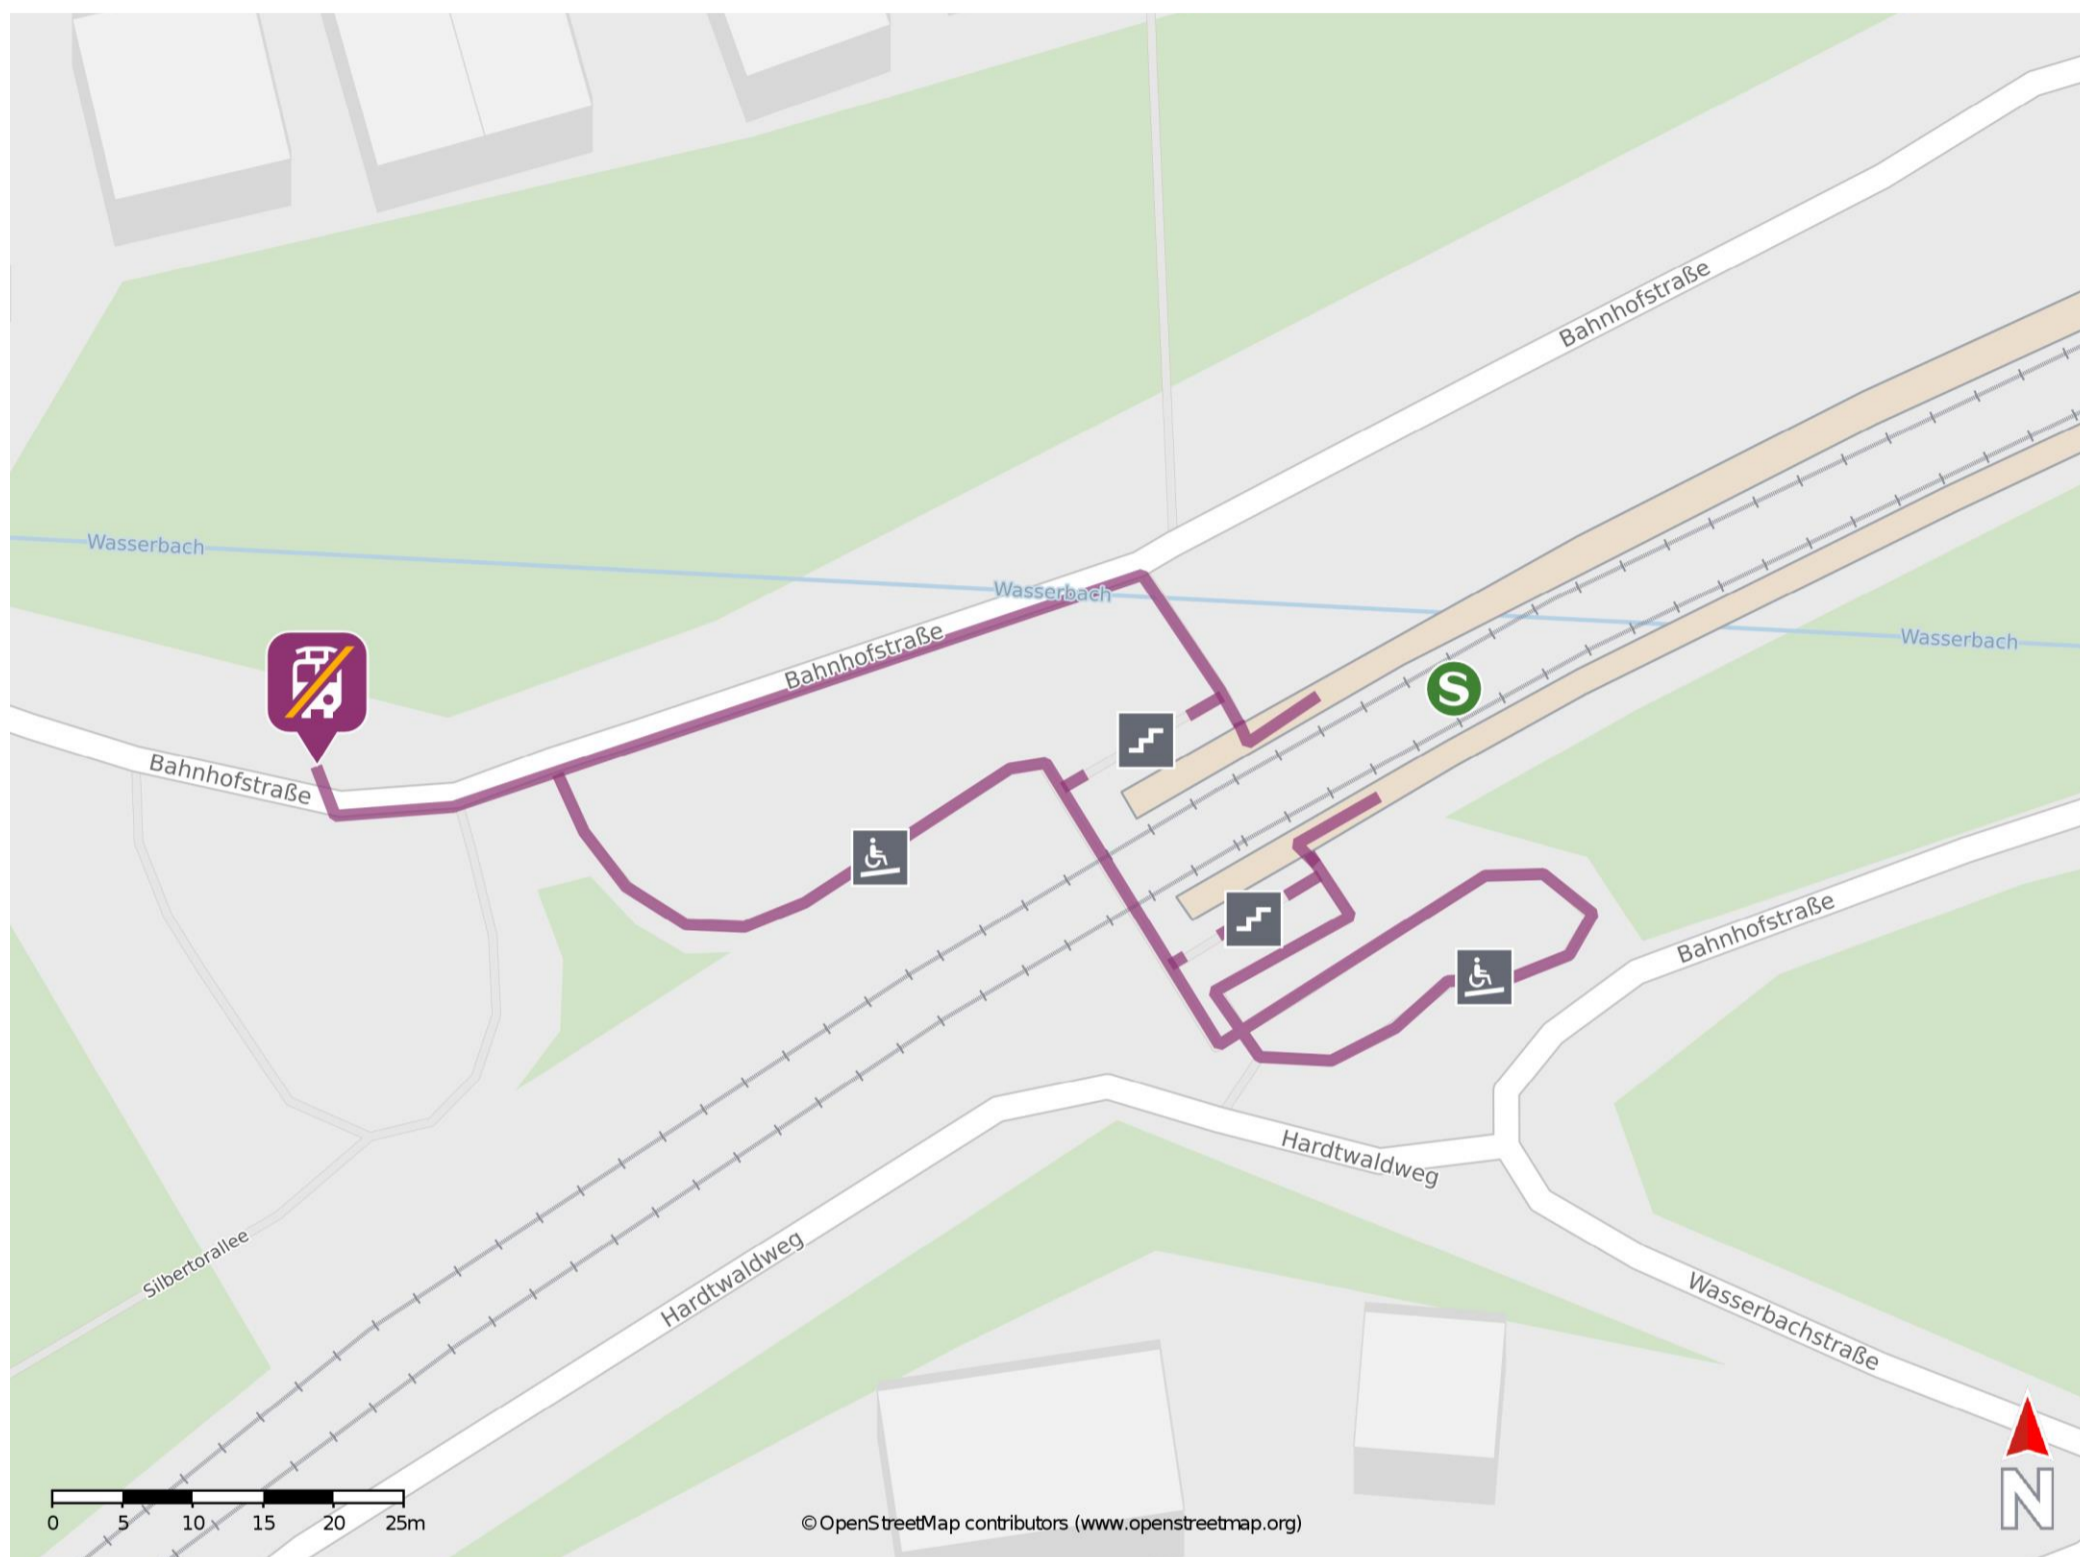 Bahnhofstraße
Wasserbach
Wasserbach
Wasserbach
Bahnhofstraße
S
Bahnhofstraße
Bahnhofstraße
Hardtwaldweg
Silbertorallee
Hardtwaldweg
Wasserbachstraße
N
0 5 10 15 20 25m
© OpenStreetMap contributors (www.openstreetmap.org)